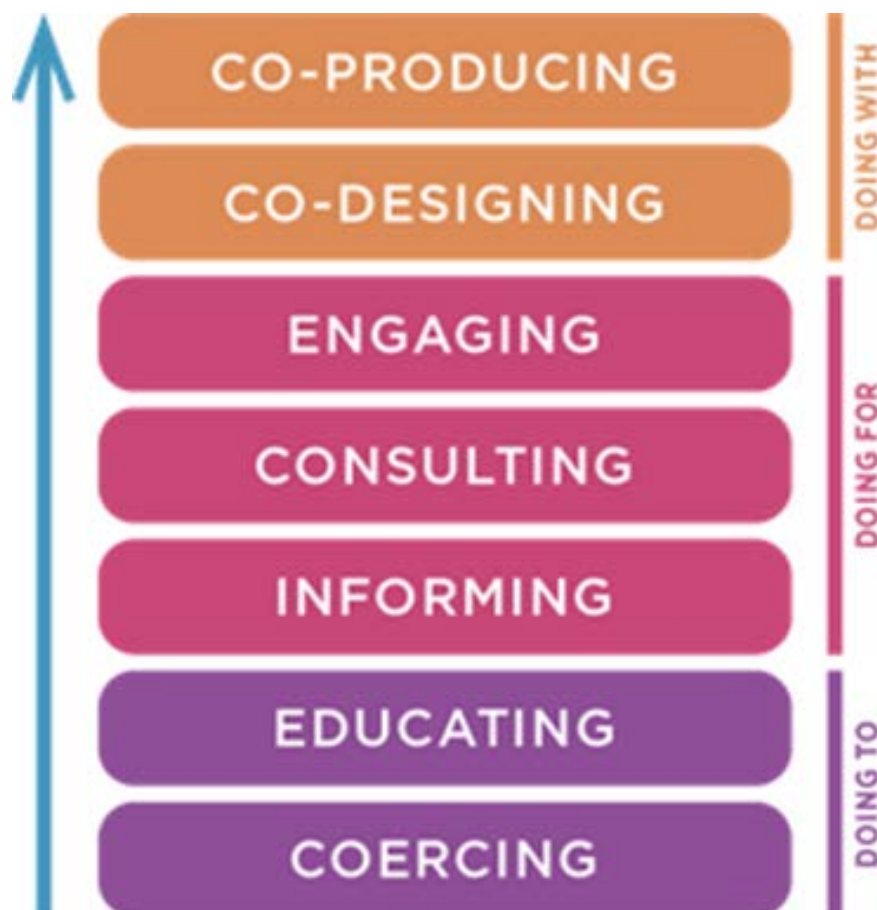 CO-PRODUCING
CO-DESIGNING
DOING WITH
ENGAGING
CONSULTING
INFORMING
DOING FOR
EDUCATING
COERCING
DOING TO